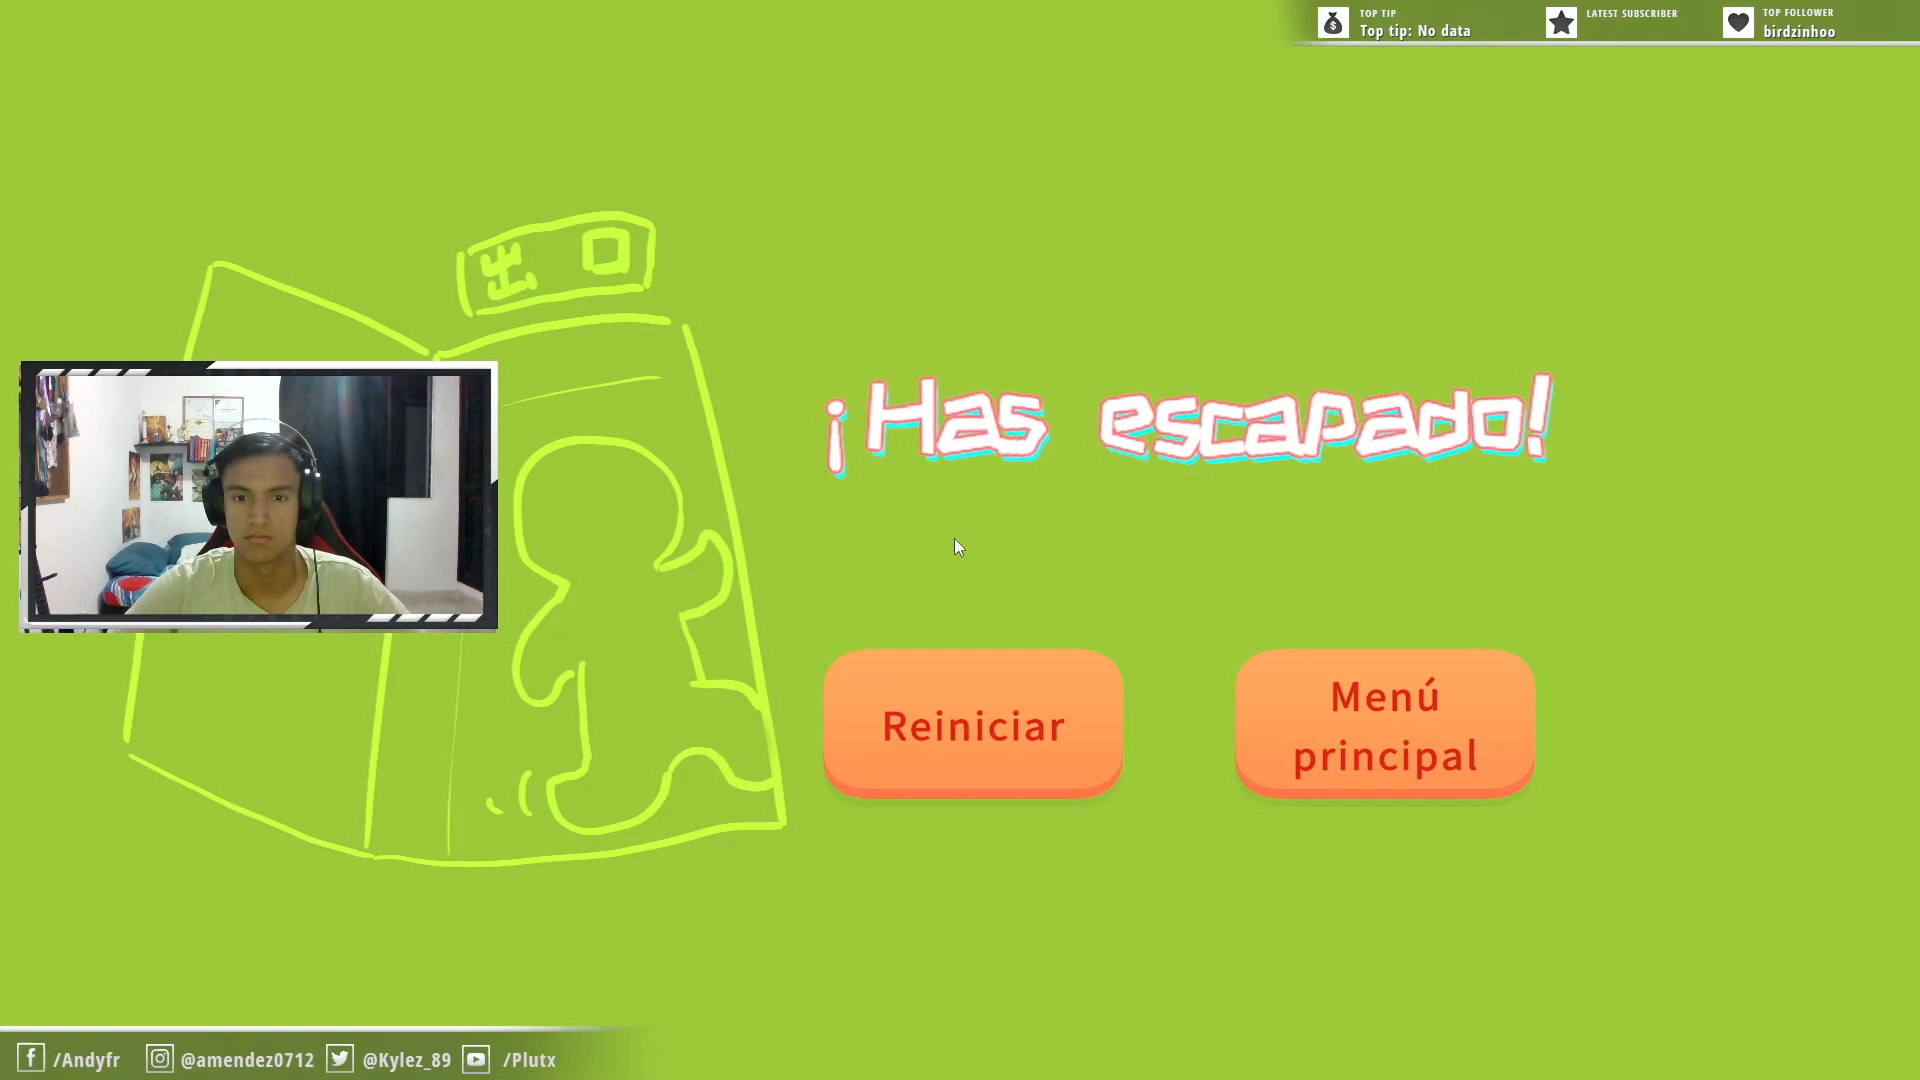 TOP TIP
Top tip: No data
LATEST SUBSCRIBER
TOP FOLLOWER
birdzinhoo
出口
¡Has escapado!
Reiniciar
Menú
principal
/Andyfr
@amendez0712
@Kylez_89
/Plutx